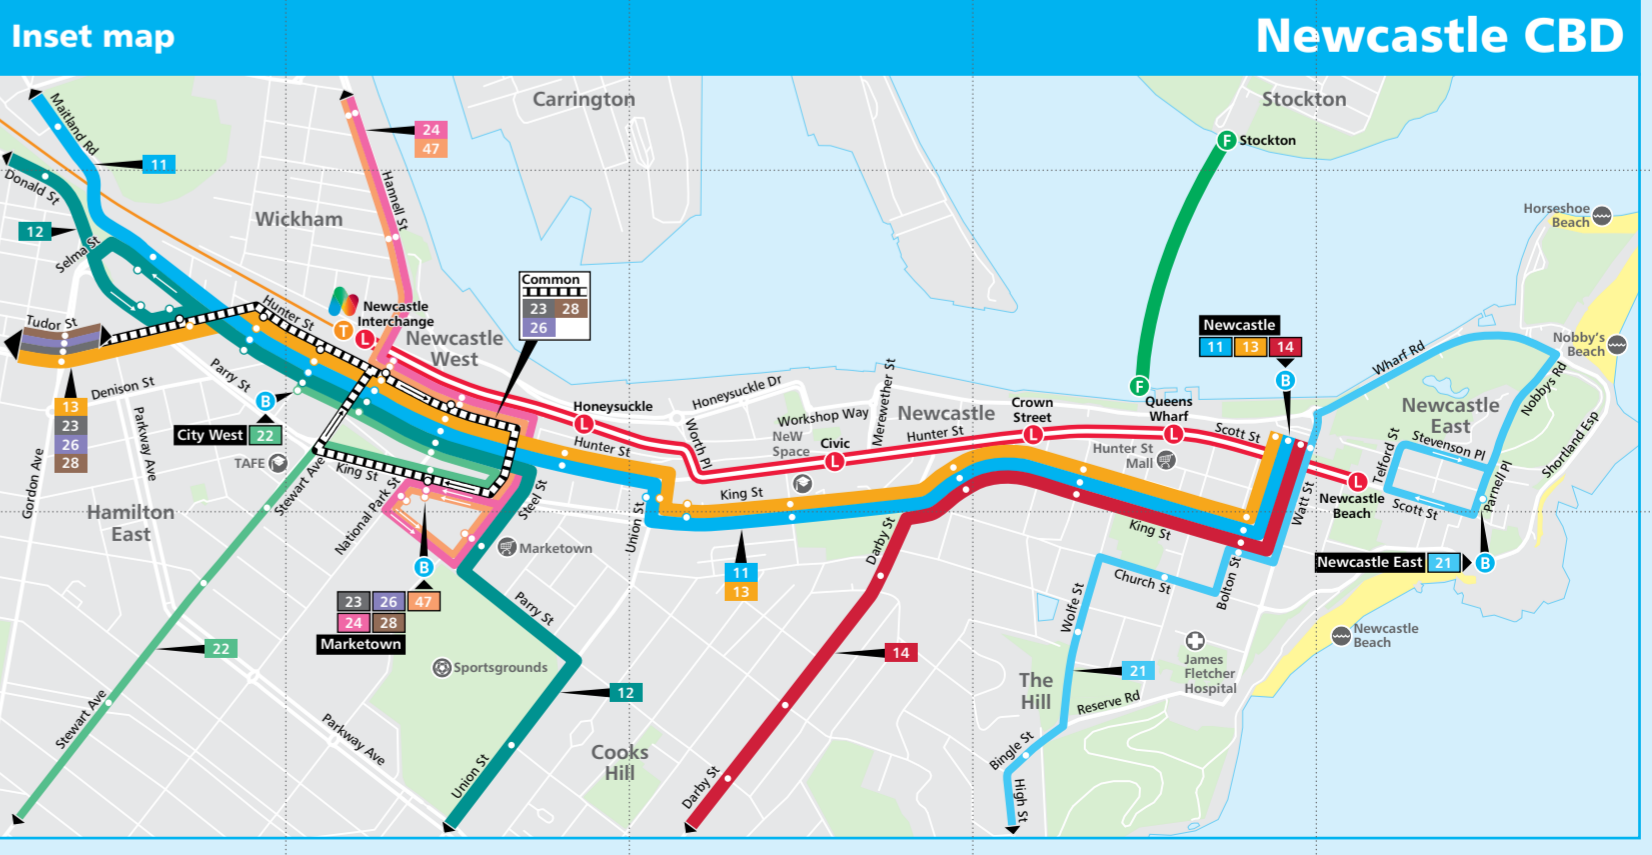 Inset map
Newcastle CBD
Carrington
Stockton
F
Stockton
Maitland Rd
11
24
47
Donald St
12
Selma St
Wickham
Hannell St
Horseshoe
Beach
Common
23 28
26
Hunter St
Newcastle
Interchange
T
L
Newcastle
West
Tudor St
Newcastle
11 13 14
B
Wharf Rd
Nobby's
Beach
Nobbys Rd
Parry St
Denison St
Parkway Ave
Gordon Ave
13
23
26
28
B
City West 22
TAFE
King St
Stewart Ave
National Park St
Steel St
Honeysuckle
L
Honeysuckle Dr
Hunter St
Worth Pl
Workshop Way
NeW
Space
Civic
L
Merewether St
Newcastle
Hunter St
Crown
Street
L
F
Queens
Wharf
L
Hunter St
Mall
Scott St
Newcastle
East
Telford St
Stevenson Pl
Shortland Esp
Parnell Pl
Scott St
L
Newcastle
Beach
Watt St
Hamilton
East
Marketown
Union St
King St
11
13
Darby St
King St
Bolton St
Church St
Wolfe St
Newcastle East 21
B
B
23 26 47
24 28
Marketown
Parry St
Sportsgrounds
22
12
14
21
The
Hill
James
Fletcher
Hospital
Reserve Rd
Newcastle
Beach
Stewart Ave
Parkway Ave
Union St
Cooks
Hill
Darby St
Bingle St
High St